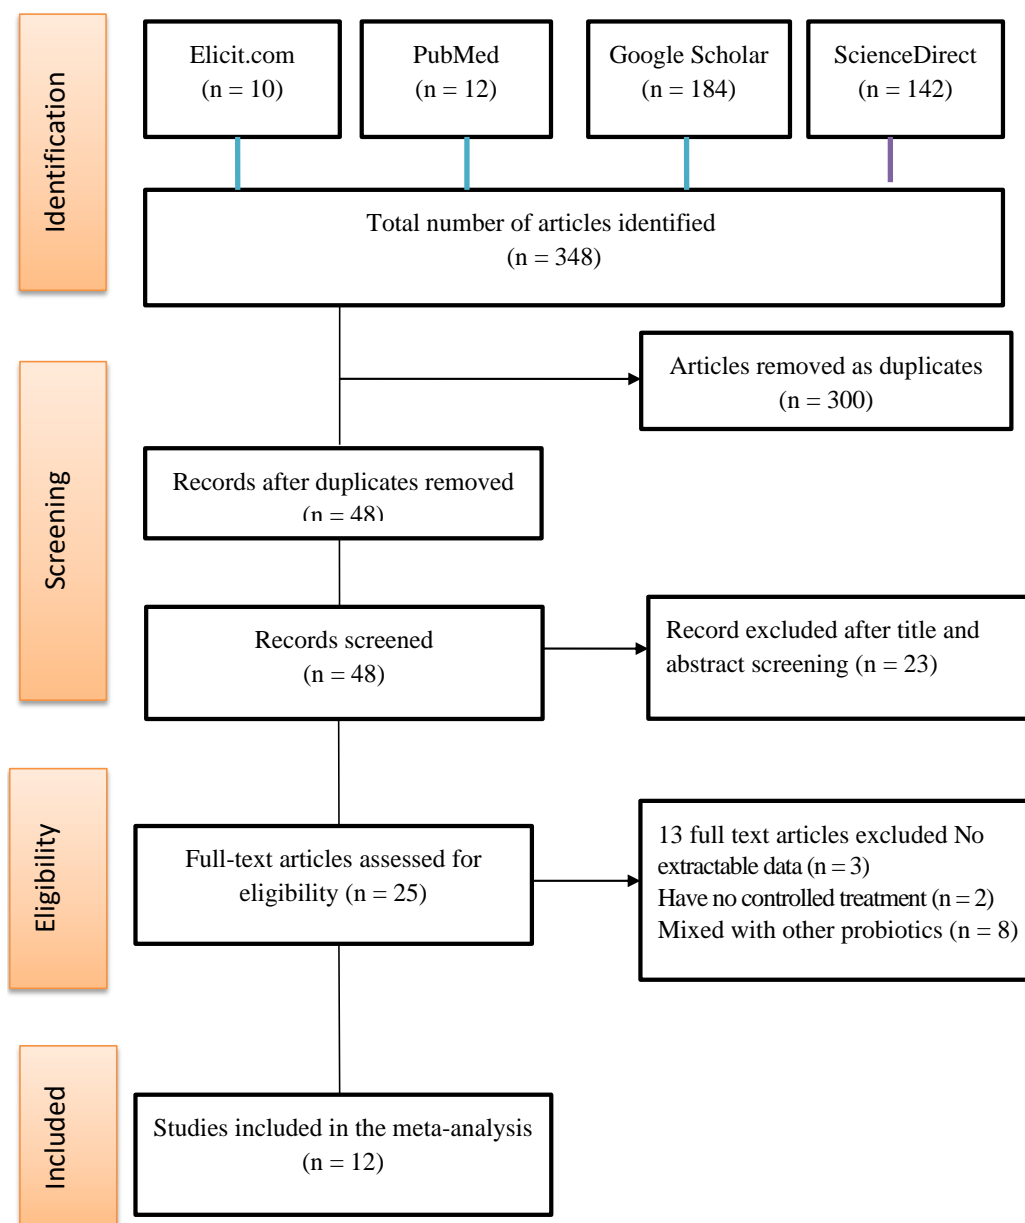 Identification
Elicit.com
(n = 10)
PubMed
(n = 12)
Google Scholar
(n = 184)
ScienceDirect
(n = 142)
Total number of articles identified
(n = 348)
Screening
Articles removed as duplicates
(n = 300)
Records after duplicates removed
(n = 48)
Records screened
(n = 48)
Record excluded after title and
abstract screening (n = 23)
Eligibility
Full-text articles assessed for
eligibility (n = 25)
13 full text articles excluded No
extractable data (n = 3)
Have no controlled treatment (n = 2)
Mixed with other probiotics (n = 8)
Included
Studies included in the meta-analysis
(n = 12)